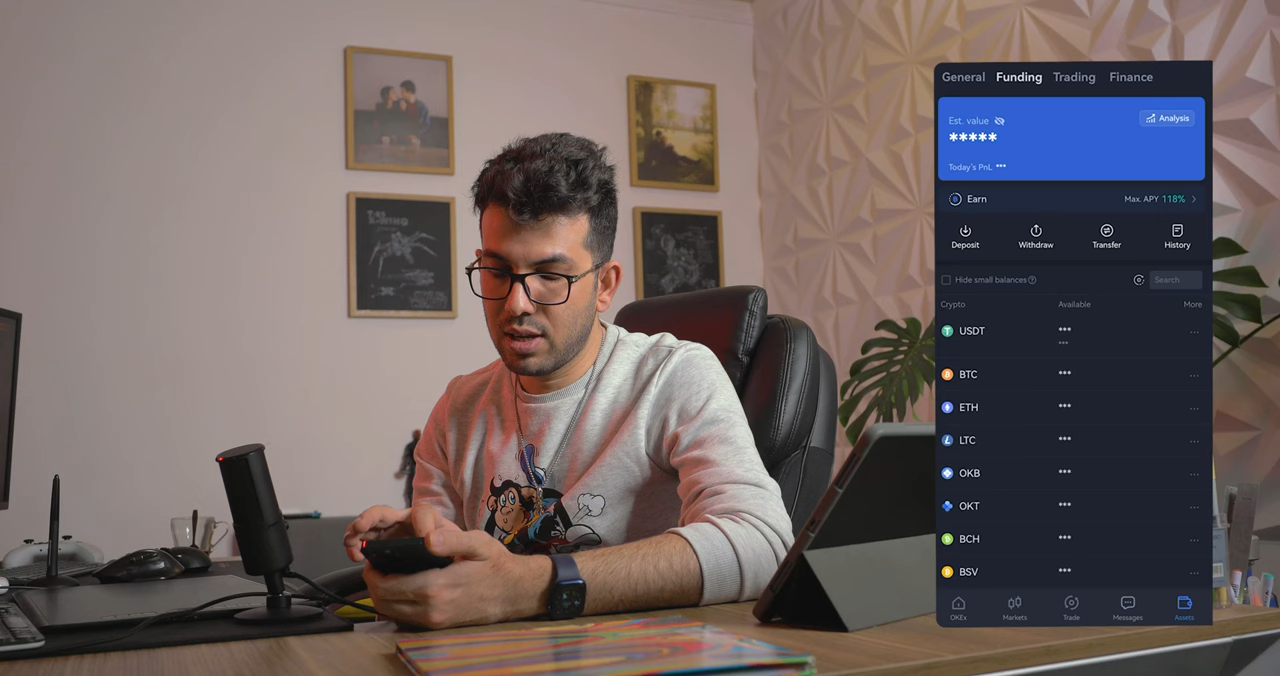 General Funding Trading Finance
Est. value
Analysis
*****
Today's PnL ***
Earn Max. APY 118% >
Deposit Withdraw Transfer History
Hide small balances Search
Crypto Available More
USDT *** ...
***
BTC *** ...
ETH *** ...
LTC *** ...
OKB *** ...
OKT *** ...
BCH *** ...
BSV *** ...
OKEx Markets Trade Messages Assets